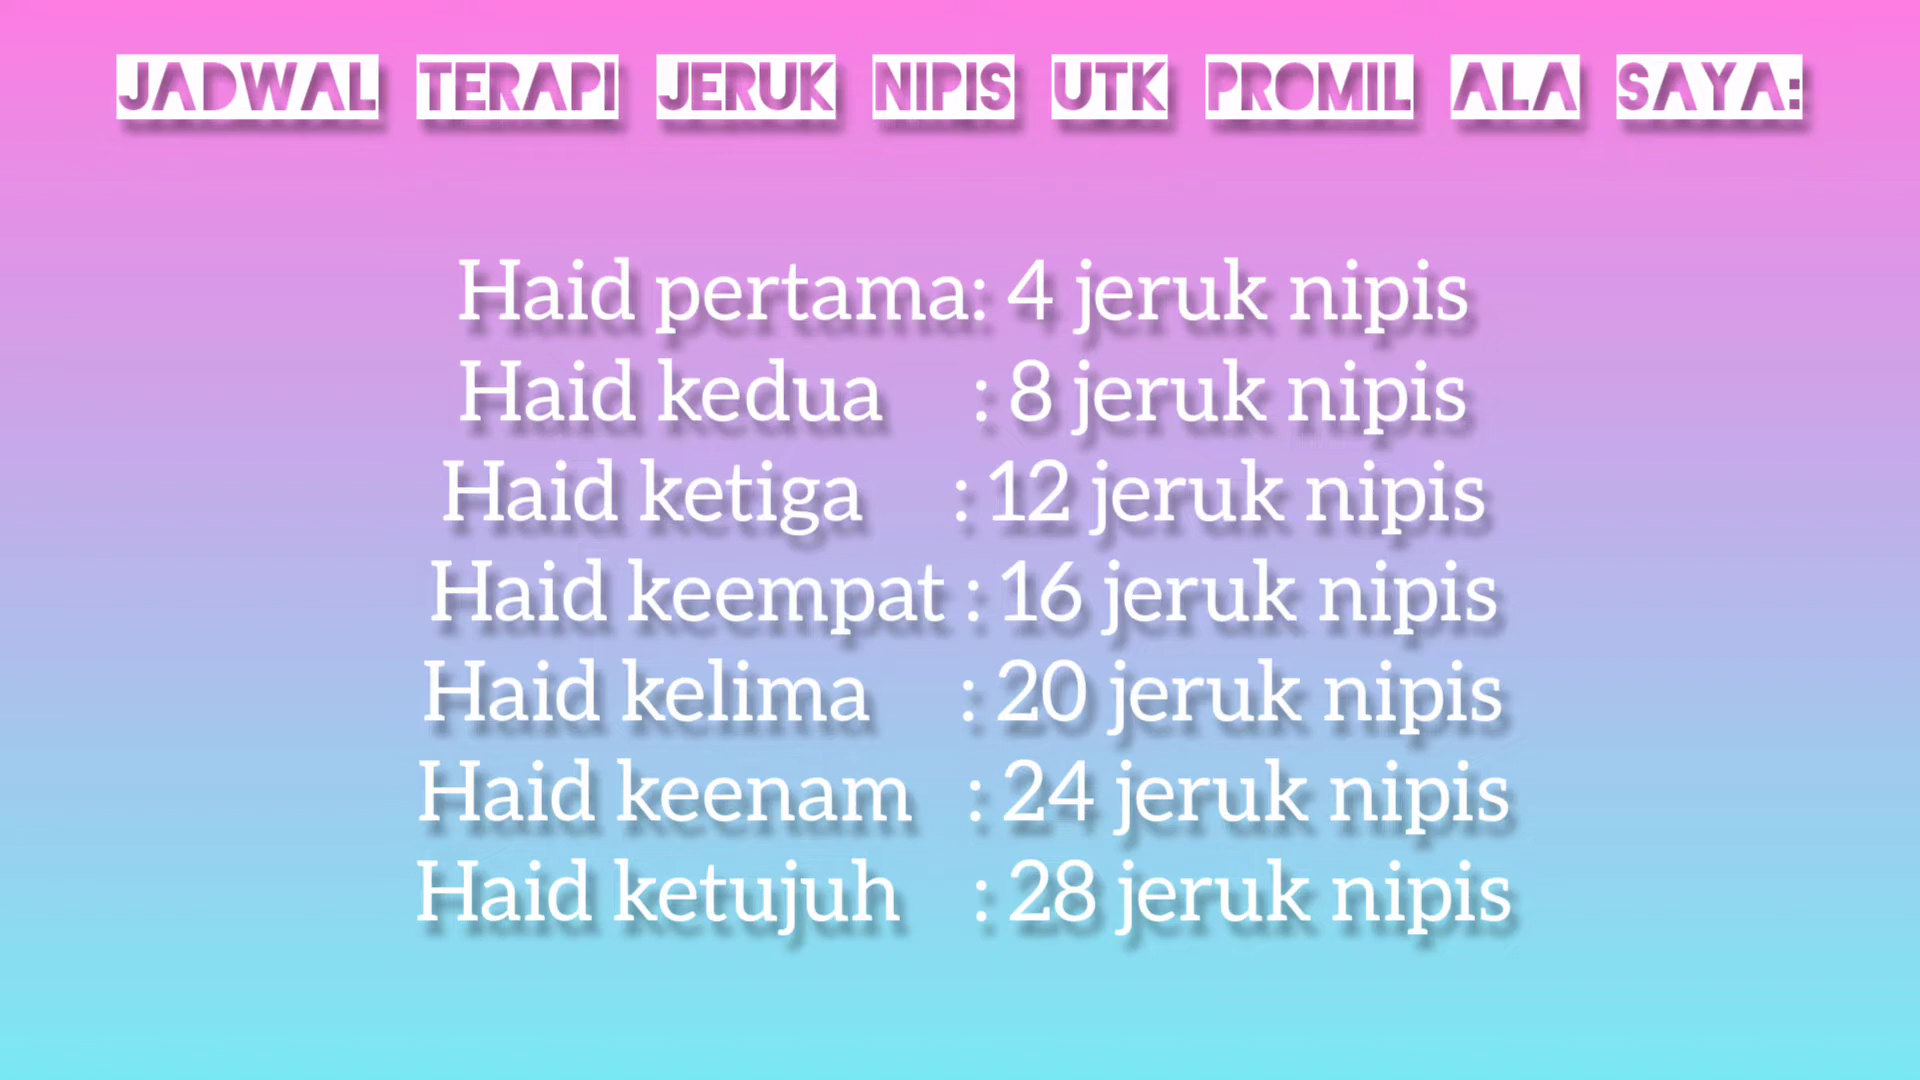 JADWAL TERAPI JERUK NIPIS UTK PROMIL ALA SAYA:
Haid pertama: 4 jeruk nipis
Haid kedua : 8 jeruk nipis
Haid ketiga : 12 jeruk nipis
Haid keempat : 16 jeruk nipis
Haid kelima : 20 jeruk nipis
Haid keenam : 24 jeruk nipis
Haid ketujuh : 28 jeruk nipis